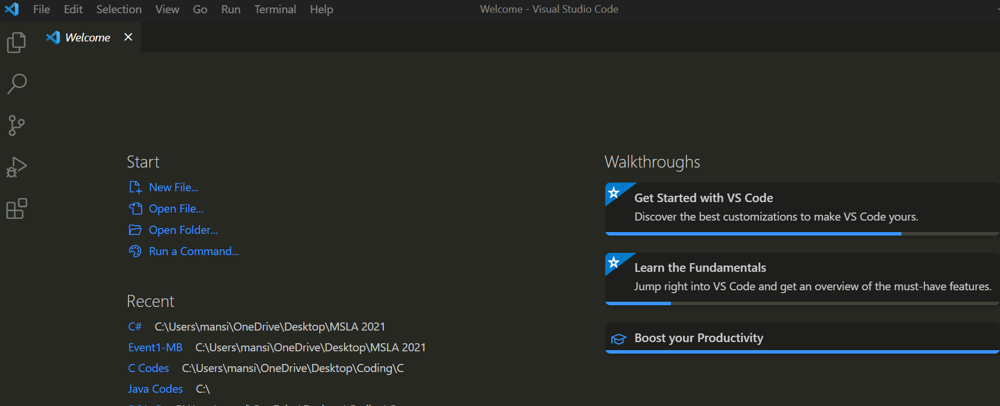 File Edit Selection View Go Run Terminal Help
Welcome - Visual Studio Code
Welcome
Start
New File...
Open File...
Open Folder...
Run a Command...
Recent
C# C:\Users\mansi\OneDrive\Desktop\MSLA 2021
Event1-MB C:\Users\mansi\OneDrive\Desktop\MSLA 2021
C Codes C:\Users\mansi\OneDrive\Desktop\Coding\C
Java Codes C:\
Walkthroughs
Get Started with VS Code
Discover the best customizations to make VS Code yours.
Learn the Fundamentals
Jump right into VS Code and get an overview of the must-have features.
Boost your Productivity